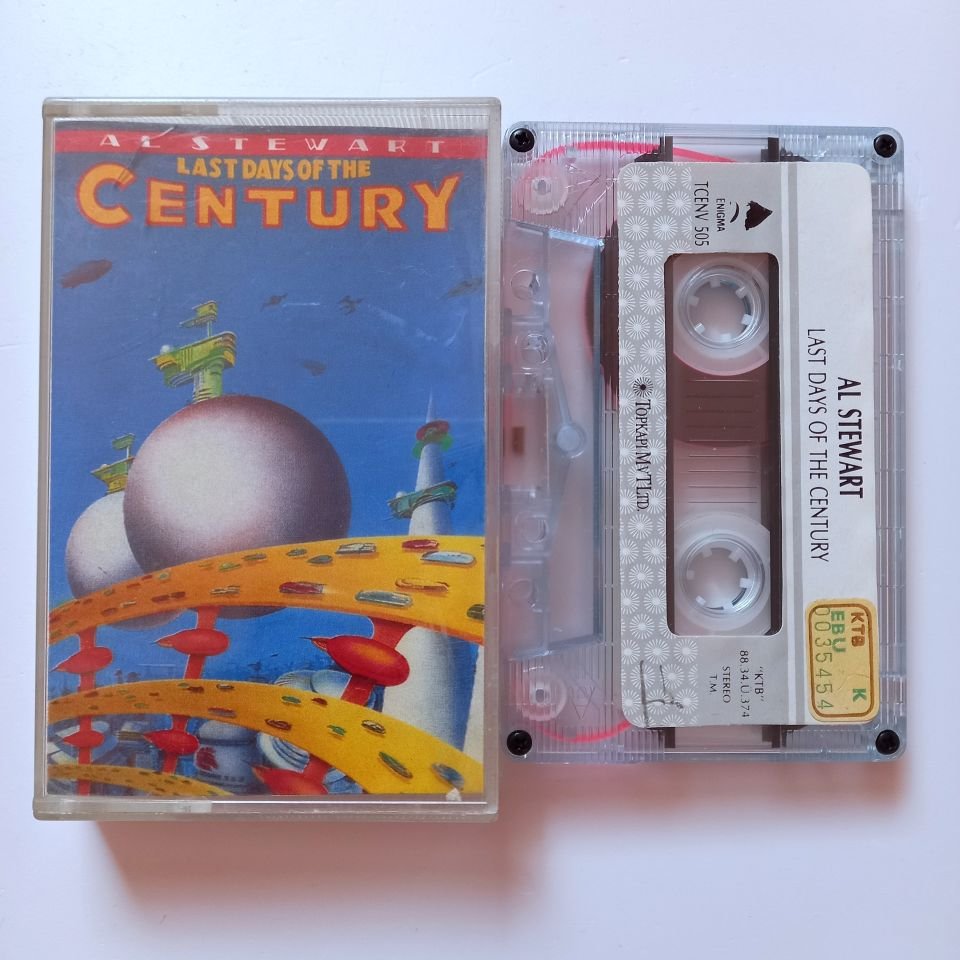 AL STEWART
LAST DAYS OF THE
CENTURY
ENIGMA
TCENV 505
TOPKAPI MVT LTD.
AL STEWART
LAST DAYS OF THE CENTURY
"KTB"
88.34.Ü.374
STEREO
T.M.
KTB K
EBU
0035454